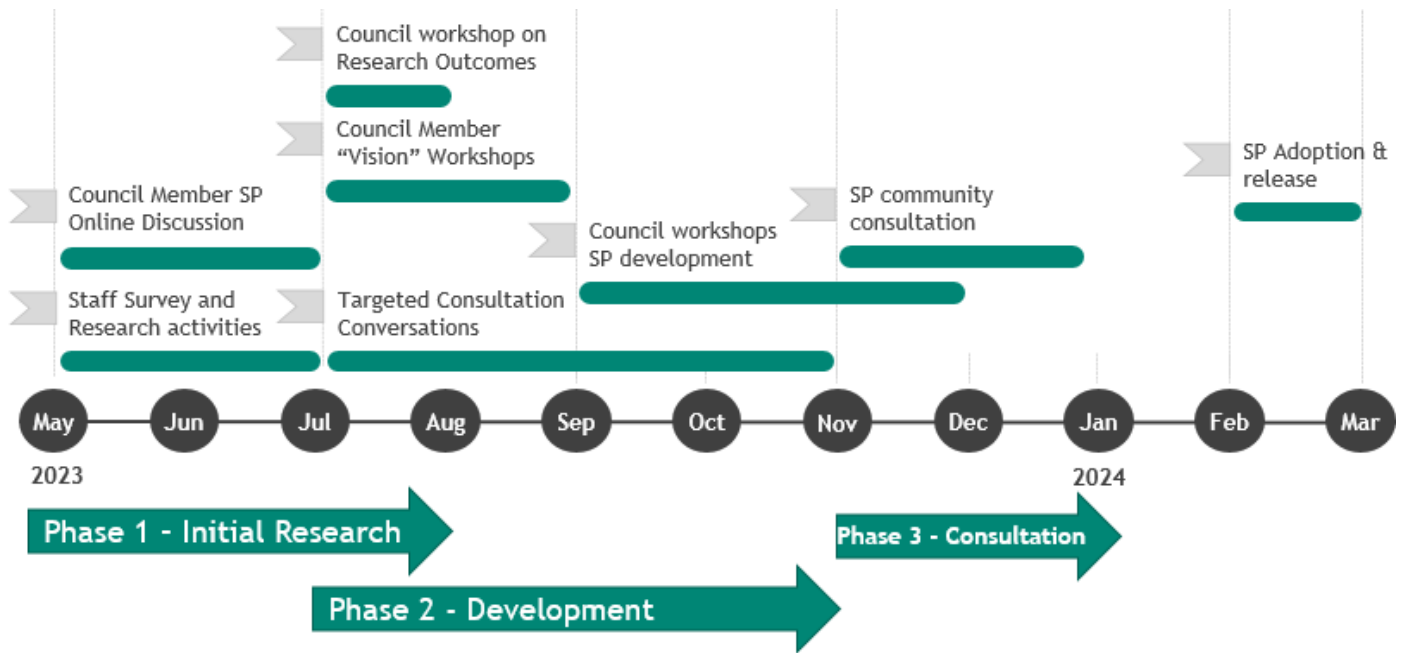 Council workshop on
Research Outcomes
Council Member
“Vision” Workshops
SP Adoption &
release
Council Member SP
Online Discussion
SP community
consultation
Council workshops
SP development
Staff Survey and
Research activities
Targeted Consultation
Conversations
May
Jun
Jul
Aug
Sep
Oct
Nov
Dec
Jan
Feb
Mar
2023
2024
Phase 1 - Initial Research
Phase 3 - Consultation
Phase 2 - Development